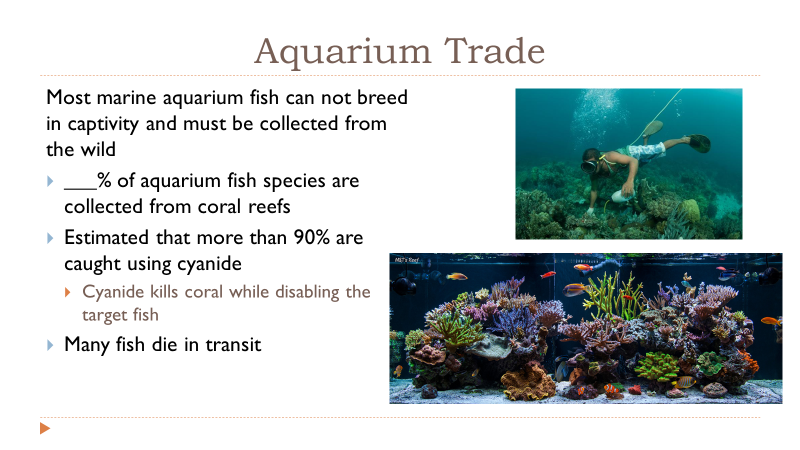 Aquarium Trade
Most marine aquarium fish can not breed
in captivity and must be collected from
the wild
___% of aquarium fish species are
collected from coral reefs
Estimated that more than 90% are
caught using cyanide
Cyanide kills coral while disabling the
target fish
Many fish die in transit